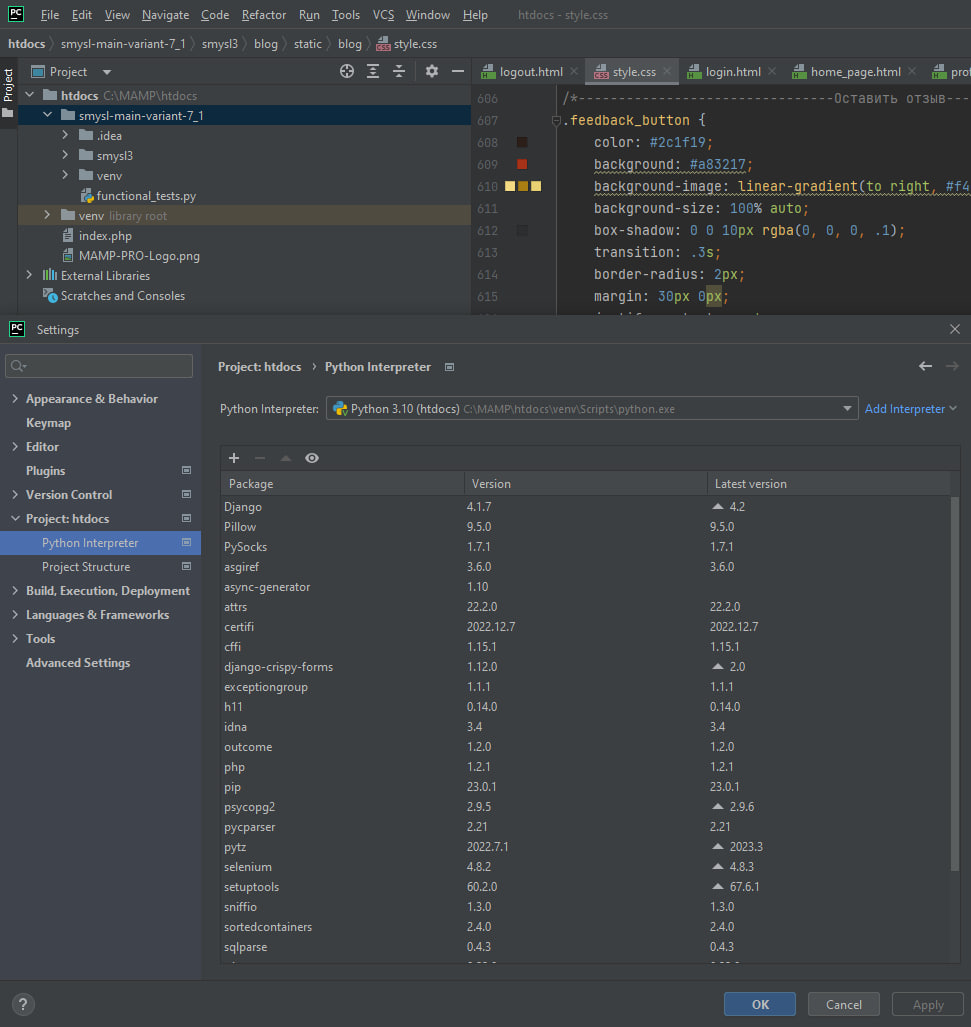 PC File Edit View Navigate Code Refactor Run Tools VCS Window Help htdocs - style.css
htdocs smysl-main-variant-7_1 smysl3 blog static blog style.css
Project
Project
logout.html style.css login.html home_page.html prof
htdocs C:\MAMP\htdocs
smysl-main-variant-7_1
.idea
smysl3
venv
functional_tests.py
venv library root
index.php
MAMP-PRO-Logo.png
External Libraries
Scratches and Consoles
606 /*------------------------------Оставить отзыв---
607 .feedback_button {
608 color: #2c1f19;
609 background: #a83217;
610 background-image: linear-gradient(to right, #f4
611 background-size: 100% auto;
612 box-shadow: 0 0 10px rgba(0, 0, 0, .1);
613 transition: .3s;
614 border-radius: 2px;
615 margin: 30px 0px;
PC Settings
Appearance & Behavior
Keymap
Editor
Plugins
Version Control
Project: htdocs
Python Interpreter
Project Structure
Build, Execution, Deployment
Languages & Frameworks
Tools
Advanced Settings
Project: htdocs › Python Interpreter
Python Interpreter: Python 3.10 (htdocs) C:\MAMP\htdocs\venv\Scripts\python.exe Add Interpreter
Package Version Latest version
Django 4.1.7 4.2
Pillow 9.5.0 9.5.0
PySocks 1.7.1 1.7.1
asgiref 3.6.0 3.6.0
async-generator 1.10
attrs 22.2.0 22.2.0
certifi 2022.12.7 2022.12.7
cffi 1.15.1 1.15.1
django-crispy-forms 1.12.0 2.0
exceptiongroup 1.1.1 1.1.1
h11 0.14.0 0.14.0
idna 3.4 3.4
outcome 1.2.0 1.2.0
php 1.2.1 1.2.1
pip 23.0.1 23.0.1
psycopg2 2.9.5 2.9.6
pycparser 2.21 2.21
pytz 2022.7.1 2023.3
selenium 4.8.2 4.8.3
setuptools 60.2.0 67.6.1
sniffio 1.3.0 1.3.0
sortedcontainers 2.4.0 2.4.0
sqlparse 0.4.3 0.4.3
? OK Cancel Apply